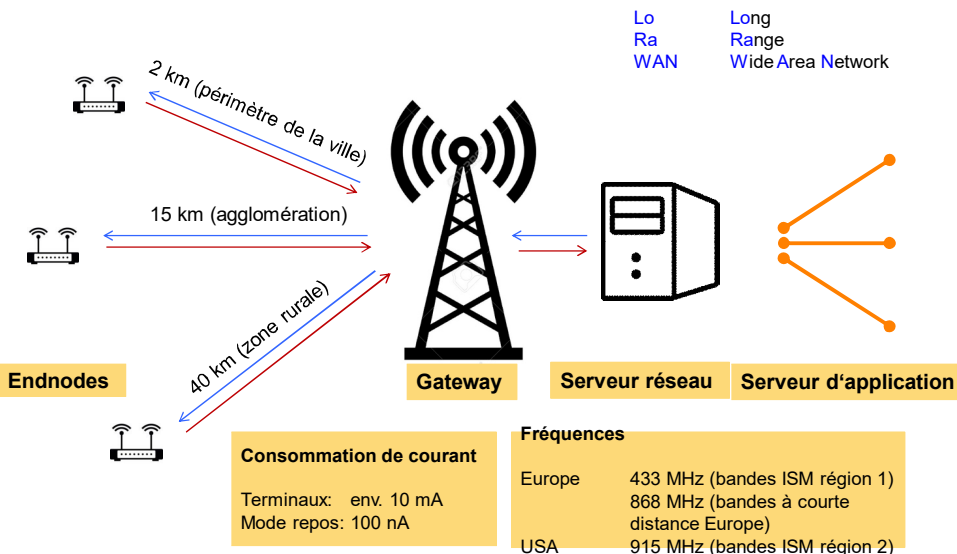 Lo Long
Ra Range
WAN Wide Area Network
2 km (périmètre de la ville)
15 km (agglomération)
40 km (zone rurale)
Endnodes
Gateway
Serveur réseau
Serveur d‘application
Consommation de courant
Terminaux: env. 10 mA
Mode repos: 100 nA
Fréquences
Europe 433 MHz (bandes ISM région 1)
868 MHz (bandes à courte
distance Europe)
USA 915 MHz (bandes ISM région 2)